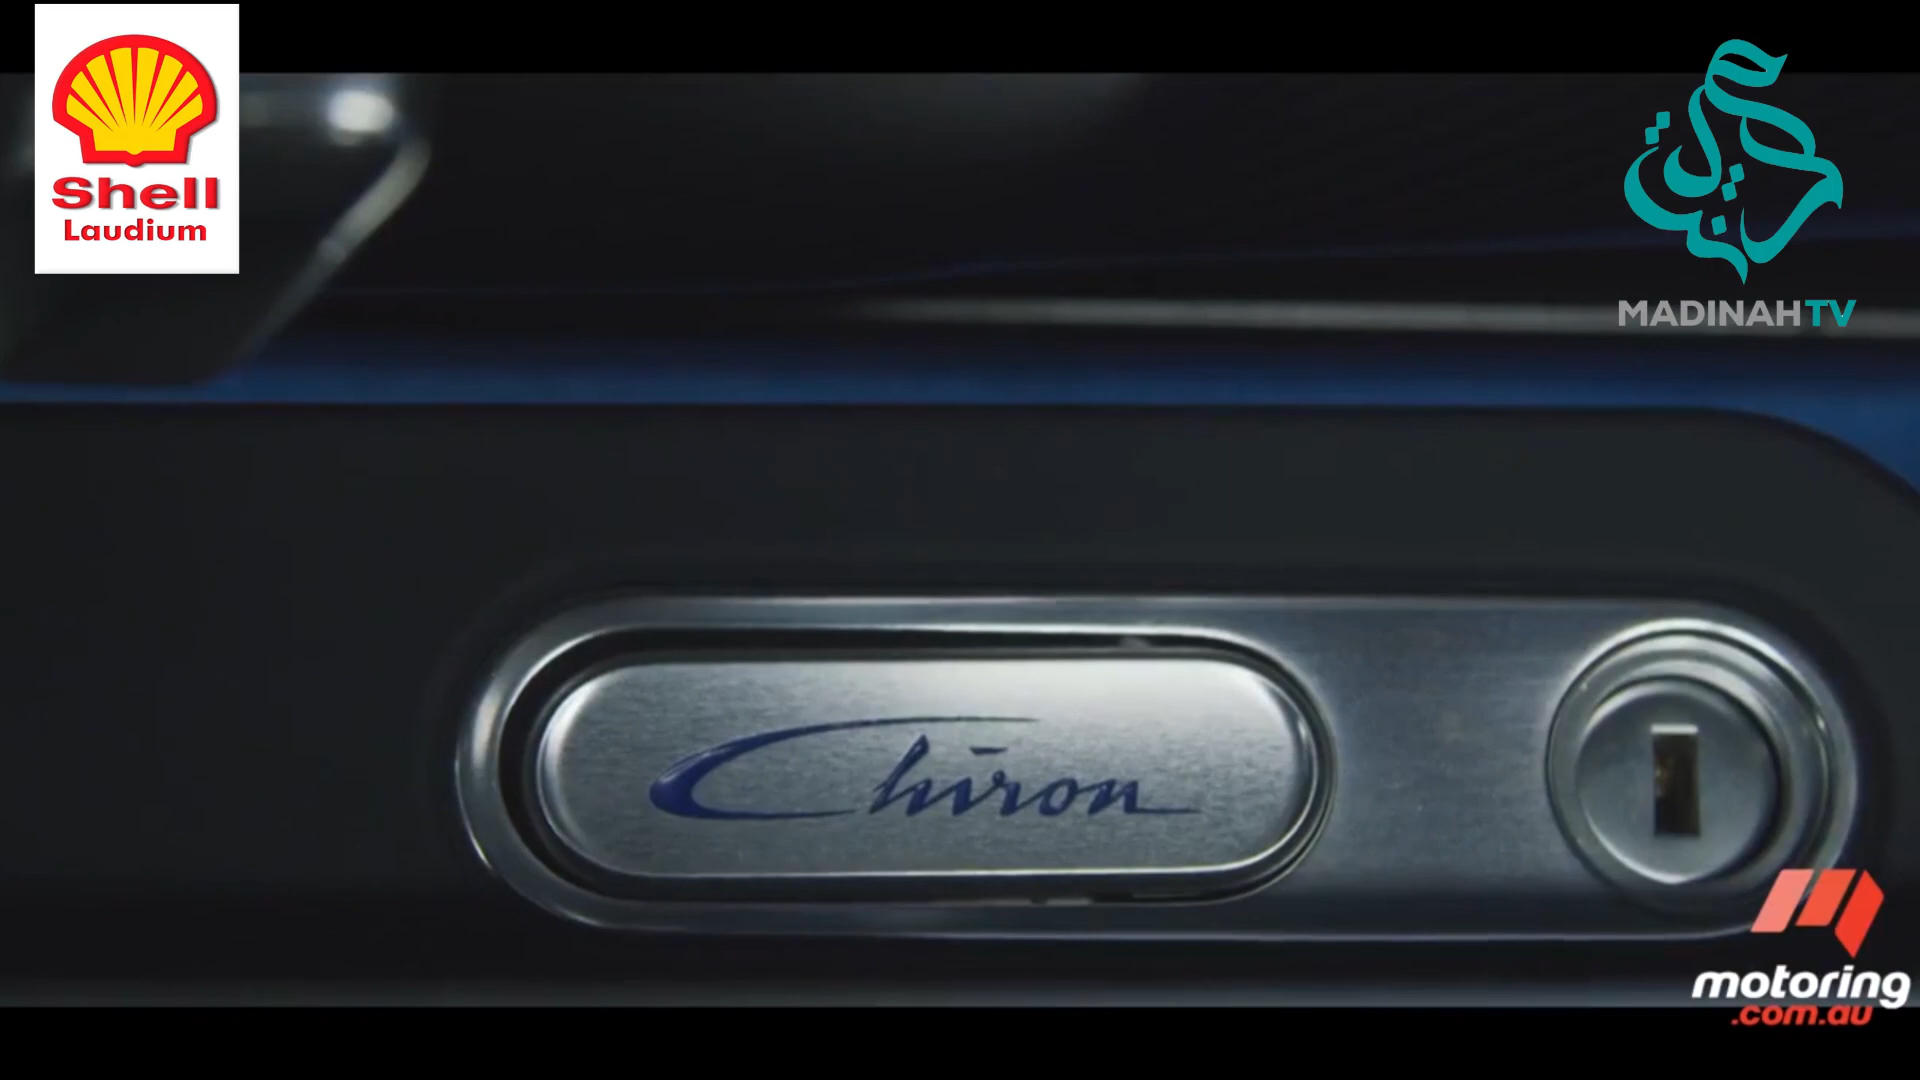 Shell
Laudium
MADINAHTV
Chiron
motoring
.com.au